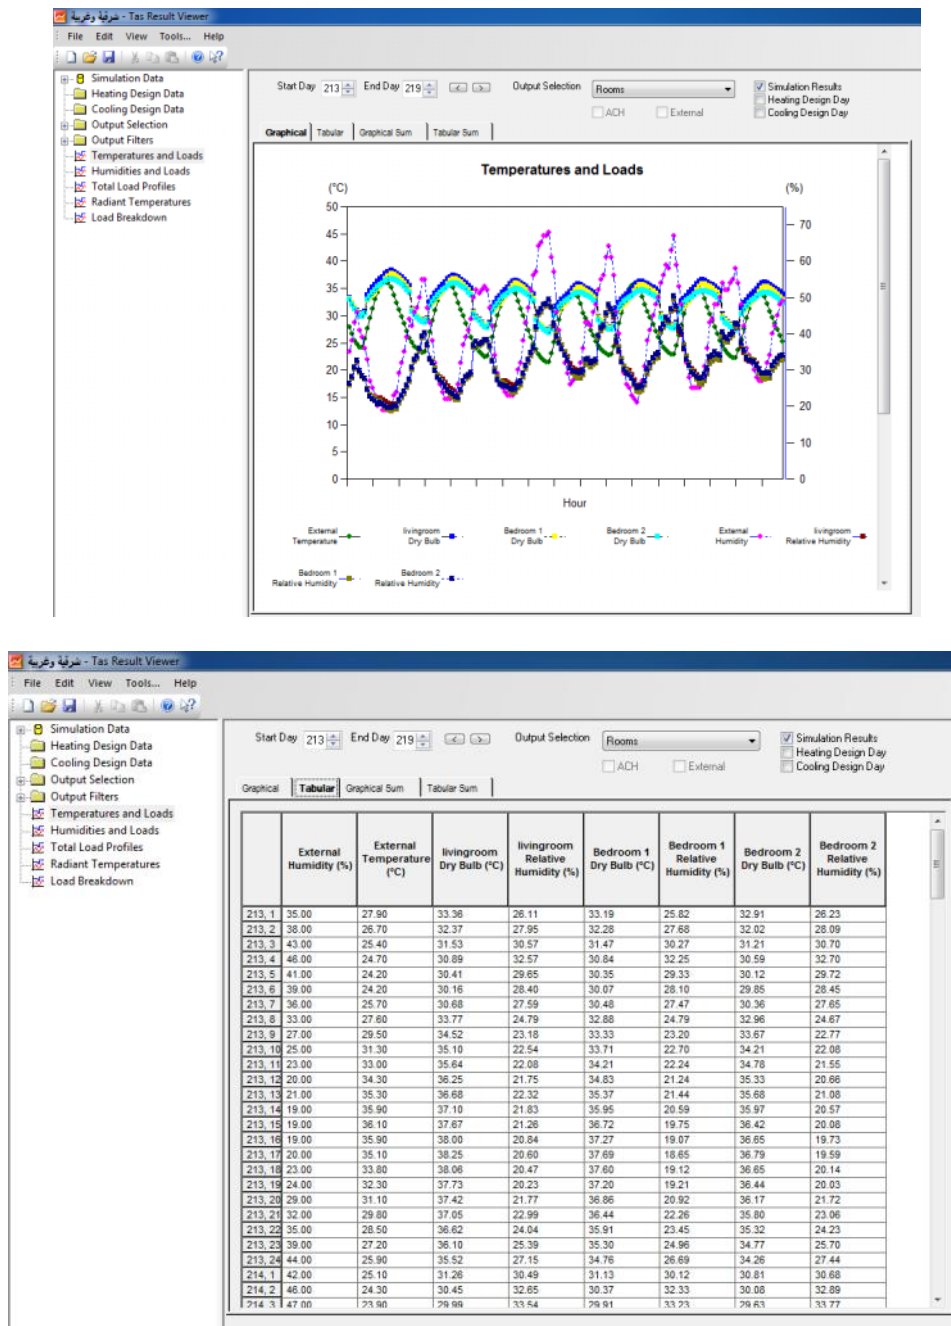 شرقية وغربية - Tas Result Viewer
File Edit View Tools... Help
Simulation Data
Heating Design Data
Cooling Design Data
Output Selection
Output Filters
Temperatures and Loads
Humidities and Loads
Total Load Profiles
Radiant Temperatures
Load Breakdown
Start Day 213 End Day 219 < > Output Selection Rooms
ACH External
Simulation Results
Heating Design Day
Cooling Design Day
Graphical Tabular Graphical Sum Tabular Sum
Temperatures and Loads
(°C) (%)
50
45
40
35
30
25
20
15
10
5
0
70
60
50
40
30
20
10
0
Hour
External Temperature
livingroom Dry Bulb
Bedroom 1 Dry Bulb
Bedroom 2 Dry Bulb
External Humidity
livingroom Relative Humidity
Bedroom 1 Relative Humidity
Bedroom 2 Relative Humidity
شرقية وغربية - Tas Result Viewer
File Edit View Tools... Help
Simulation Data
Heating Design Data
Cooling Design Data
Output Selection
Output Filters
Temperatures and Loads
Humidities and Loads
Total Load Profiles
Radiant Temperatures
Load Breakdown
Start Day 213 End Day 219 < > Output Selection Rooms
ACH External
Simulation Results
Heating Design Day
Cooling Design Day
Graphical Tabular Graphical Sum Tabular Sum
External Humidity (%) External Temperature (°C) livingroom Dry Bulb (°C) livingroom Relative Humidity (%) Bedroom 1 Dry Bulb (°C) Bedroom 1 Relative Humidity (%) Bedroom 2 Dry Bulb (°C) Bedroom 2 Relative Humidity (%)
213, 1 35.00 27.90 33.36 26.11 33.19 25.82 32.91 26.23
213, 2 38.00 26.70 32.37 27.95 32.28 27.68 32.02 28.09
213, 3 43.00 25.40 31.53 30.57 31.47 30.27 31.21 30.70
213, 4 46.00 24.70 30.89 32.57 30.84 32.25 30.59 32.70
213, 5 41.00 24.20 30.41 29.65 30.35 29.33 30.12 29.72
213, 6 39.00 24.20 30.16 28.40 30.07 28.10 29.85 28.45
213, 7 36.00 25.70 30.68 27.59 30.48 27.47 30.36 27.65
213, 8 33.00 27.60 33.77 24.79 32.88 24.79 32.96 24.67
213, 9 27.00 29.50 34.52 23.18 33.33 23.20 33.67 22.77
213, 10 25.00 31.30 35.10 22.54 33.71 22.70 34.21 22.08
213, 11 23.00 33.00 35.64 22.08 34.21 22.24 34.78 21.55
213, 12 20.00 34.30 36.25 21.75 34.83 21.24 35.33 20.66
213, 13 21.00 35.30 36.68 22.32 35.37 21.44 35.68 21.08
213, 14 19.00 35.90 37.10 21.83 35.95 20.59 35.97 20.57
213, 15 19.00 36.10 37.67 21.26 36.72 19.75 36.42 20.08
213, 16 19.00 35.90 38.00 20.84 37.27 19.07 36.65 19.73
213, 17 20.00 35.10 38.25 20.60 37.69 18.65 36.79 19.59
213, 18 23.00 33.80 38.06 20.47 37.60 19.12 36.65 20.14
213, 19 24.00 32.30 37.73 20.23 37.20 19.21 36.44 20.03
213, 20 29.00 31.10 37.42 21.77 36.86 20.92 36.17 21.72
213, 21 32.00 29.80 37.05 22.99 36.44 22.26 35.80 23.06
213, 22 35.00 28.50 36.62 24.04 35.91 23.45 35.32 24.23
213, 23 39.00 27.20 36.10 25.39 35.30 24.96 34.77 25.70
213, 24 44.00 25.90 35.52 27.15 34.76 26.69 34.26 27.44
214, 1 42.00 25.10 31.26 30.49 31.13 30.12 30.81 30.68
214, 2 46.00 24.30 30.45 32.65 30.37 32.33 30.08 32.89
214, 3 47.00 23.90 29.99 33.54 29.91 33.23 29.63 33.77